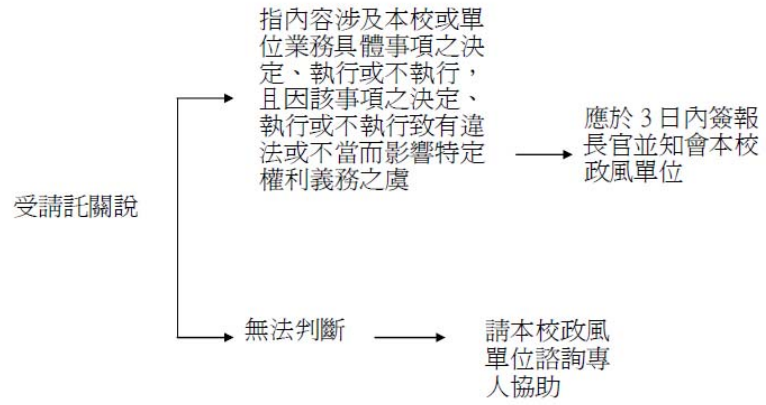 受請託關說
指內容涉及本校或單
位業務具體事項之決
定、執行或不執行，
且因該事項之決定、
執行或不執行致有違
法或不當而影響特定
權利義務之虞
應於 3 日內簽報
長官並知會本校
政風單位
無法判斷
請本校政風
單位諮詢專
人協助